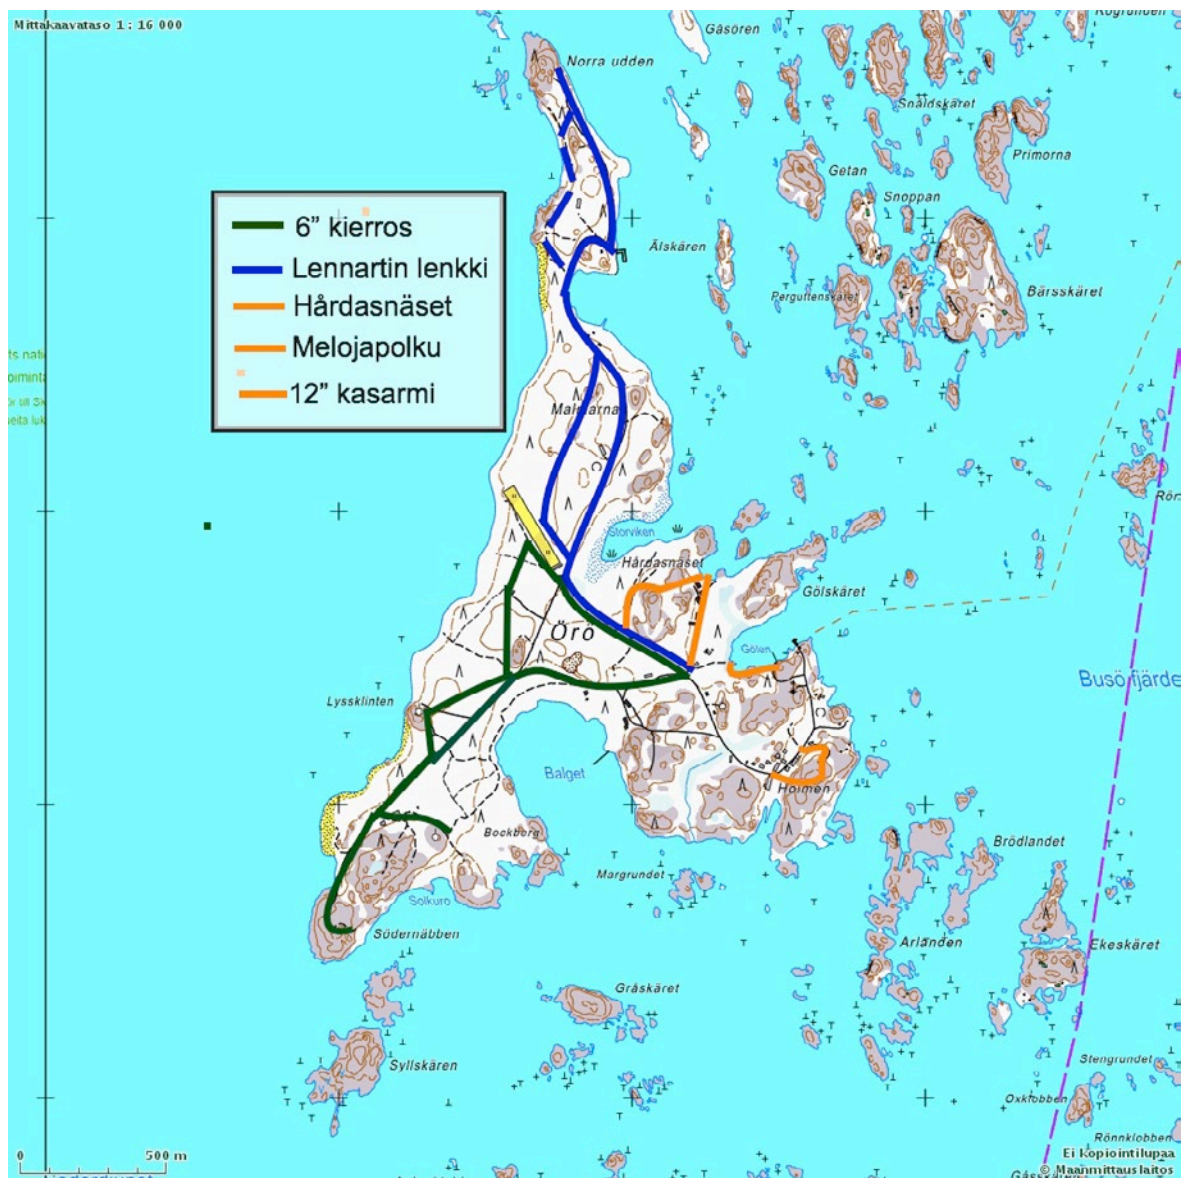 Mittakaavataso 1 : 16 000
Gåsören
Norra udden
Snäldskäret
Primorna
Getan
Snoppan
Älskären
Bärsskäret
6” kierros
Lennartin lenkki
Hårdasnäset
Melojapolku
12” kasarmi
Storviken
Hårdasnäset
Gölskäret
Örö
Gölen
Busö fjärde
Lyssklinten
Balget
Holmen
Bockberg
Brödlandet
Margrundet
Solkuro
Södernäbben
Arlanden
Ekeskäret
Gråskäret
Syllskären
Stengrundet
Oxklobben
Rönnklobben
0 500 m
Ei kopiointilupaa
© Maanmittauslaitos